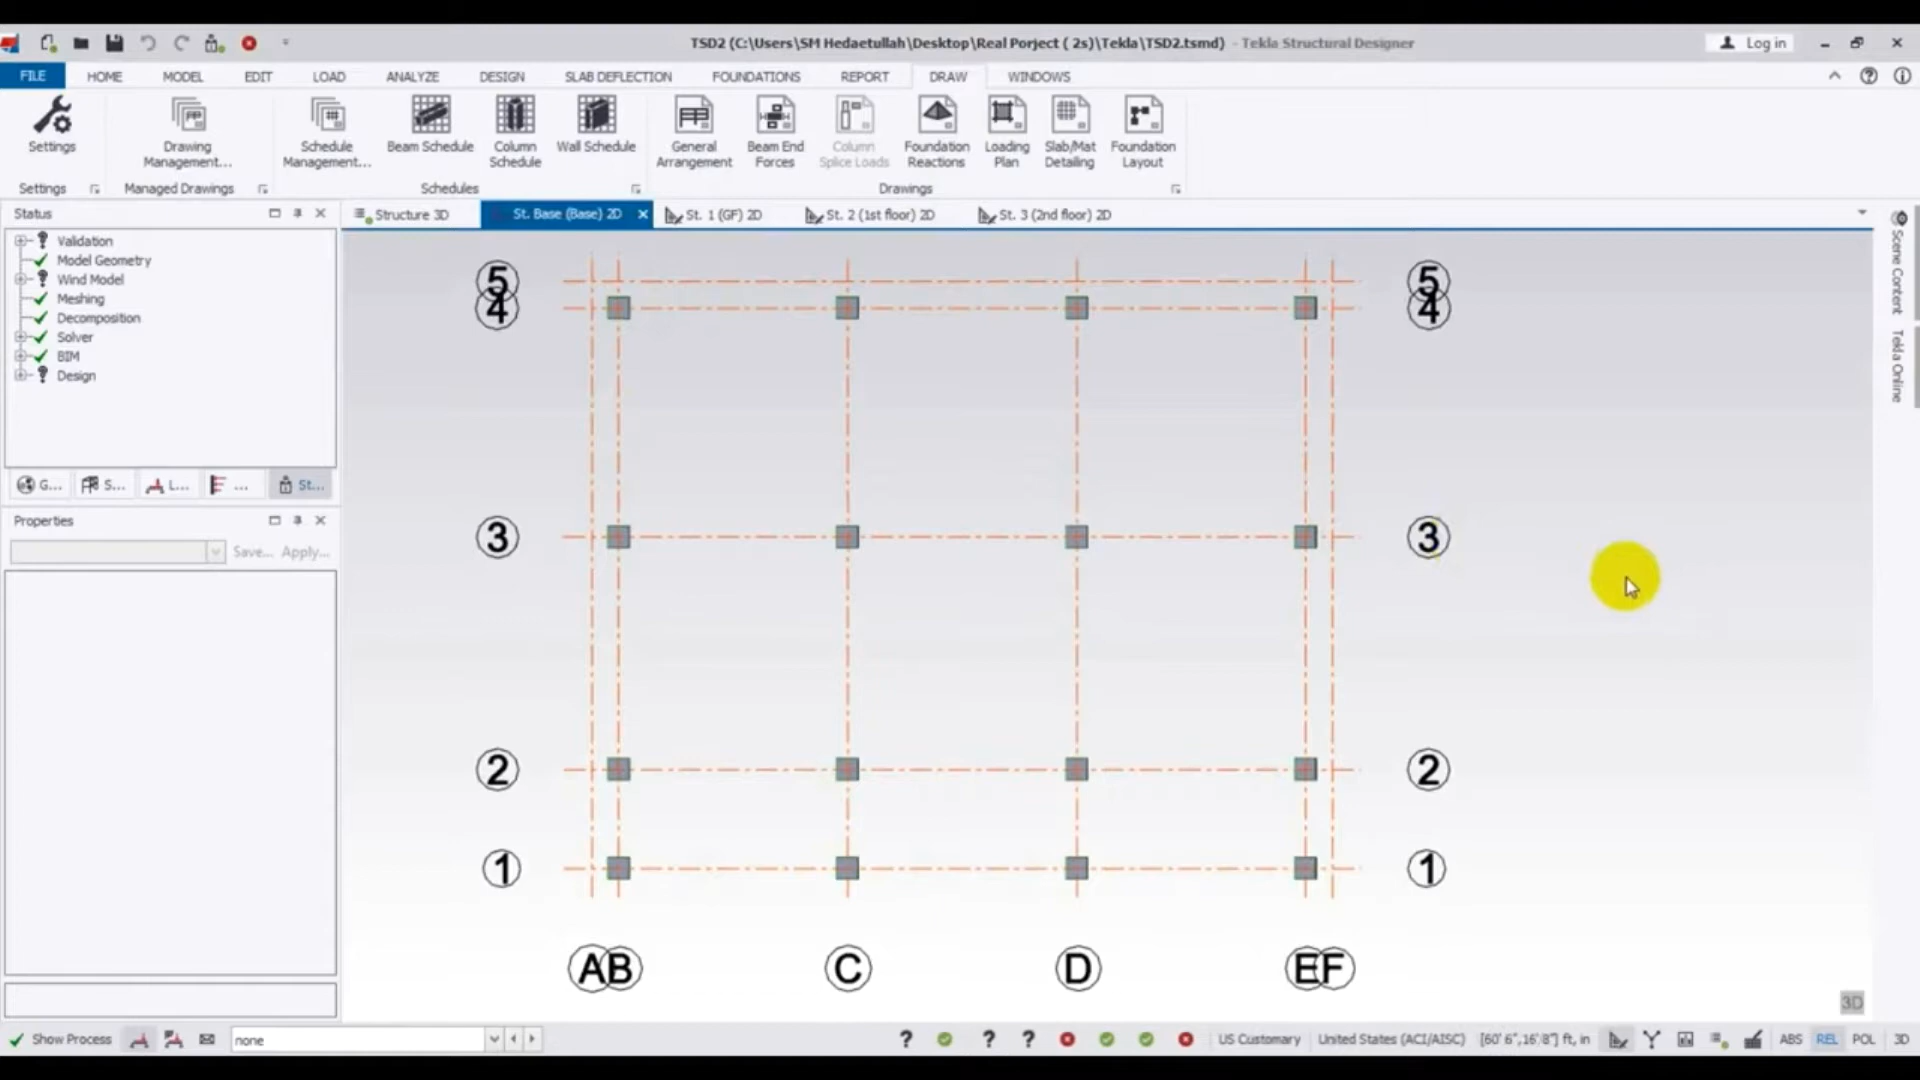 TSD2 (C:\Users\SM Hedaetullah\Desktop\Real Porject ( 2s)\Tekla\TSD2.tsmd) - Tekla Structural Designer
Log in
FILE HOME MODEL EDIT LOAD ANALYZE DESIGN SLAB DEFLECTION FOUNDATIONS REPORT DRAW WINDOWS
Settings
Drawing Management...
Schedule Management...
Beam Schedule
Column Schedule
Wall Schedule
General Arrangement
Beam End Forces
Column Splice Loads
Foundation Reactions
Loading Plan
Slab/Mat Detailing
Foundation Layout
Settings Managed Drawings Schedules Drawings
Status
Structure 3D St. Base (Base) 2D St. 1 (GF) 2D St. 2 (1st floor) 2D St. 3 (2nd floor) 2D
Validation
Model Geometry
Wind Model
Meshing
Decomposition
Solver
BIM
Design
G... S... L... ... St...
Properties
Save... Apply...
Scene Content
Tekla Online
5 5
4 4
3 3
2 2
1 1
A B C D E F
3D
Show Process none US Customary United States (ACI/AISC) [60' 6",16' 8"] ft, in ABS REL POL 3D